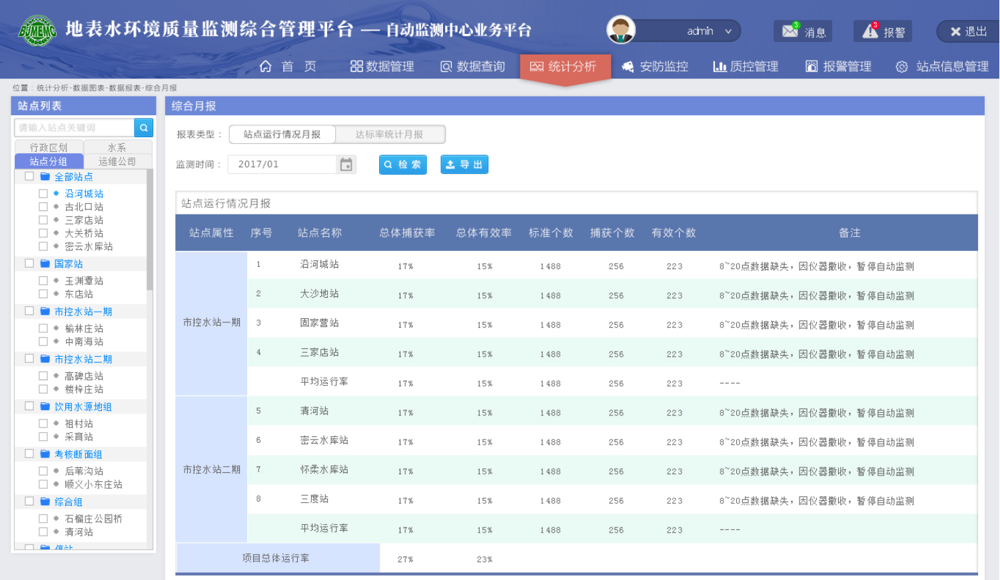 BJMEMC 地表水环境质量监测综合管理平台 — 自动监测中心业务平台
admin
3 消息
3 报警
退出
首 页 数据管理 数据查询 统计分析 安防监控 质控管理 报警管理 站点信息管理
位置：统计分析-数据图表-数据报表-综合月报
站点列表
请输入站点关键词
行政区划 水系
站点分组 运维公司
全部站点
沿河城站
古北口站
三家店站
大关桥站
密云水库站
国家站
玉渊潭站
东店站
市控水站一期
榆林庄站
中南海站
市控水站二期
高碑店站
楼梓庄站
饮用水源地组
祖村站
采育站
考核断面组
后苇沟站
顺义小东庄站
综合组
石榴庄公园桥
清河站
停站
综合月报
报表类型： 站点运行情况月报 达标率统计月报
监测时间： 2017/01 检 索 导 出
站点运行情况月报
站点属性 序号 站点名称 总体捕获率 总体有效率 标准个数 捕获个数 有效个数 备注
市控水站一期
1 沿河城站 17% 15% 1488 256 223 8~20点数据缺失，因仪器撤收，暂停自动监测
2 大沙地站 17% 15% 1488 256 223 8~20点数据缺失，因仪器撤收，暂停自动监测
3 固家营站 17% 15% 1488 256 223 8~20点数据缺失，因仪器撤收，暂停自动监测
4 三家店站 17% 15% 1488 256 223 8~20点数据缺失，因仪器撤收，暂停自动监测
平均运行率 17% 15% 1488 256 223 ----
市控水站二期
5 清河站 17% 15% 1488 256 223 8~20点数据缺失，因仪器撤收，暂停自动监测
6 密云水库站 17% 15% 1488 256 223 8~20点数据缺失，因仪器撤收，暂停自动监测
7 怀柔水库站 17% 15% 1488 256 223 8~20点数据缺失，因仪器撤收，暂停自动监测
8 三度站 17% 15% 1488 256 223 8~20点数据缺失，因仪器撤收，暂停自动监测
平均运行率 17% 15% 1488 256 223 ----
项目总体运行率 27% 23%